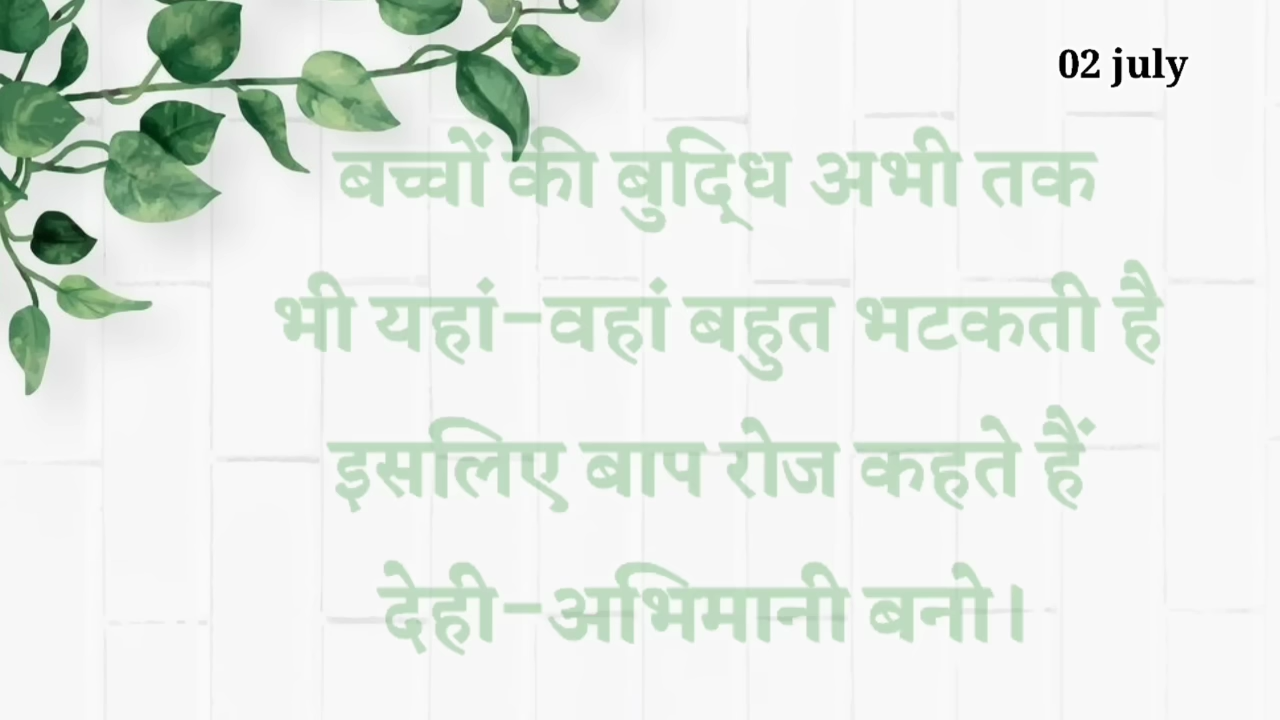 02 july
बच्चों की बुद्धि अभी तक
भी यहां-वहां बहुत भटकती है
इसलिए बाप रोज कहते हैं
देही-अभिमानी बनो।